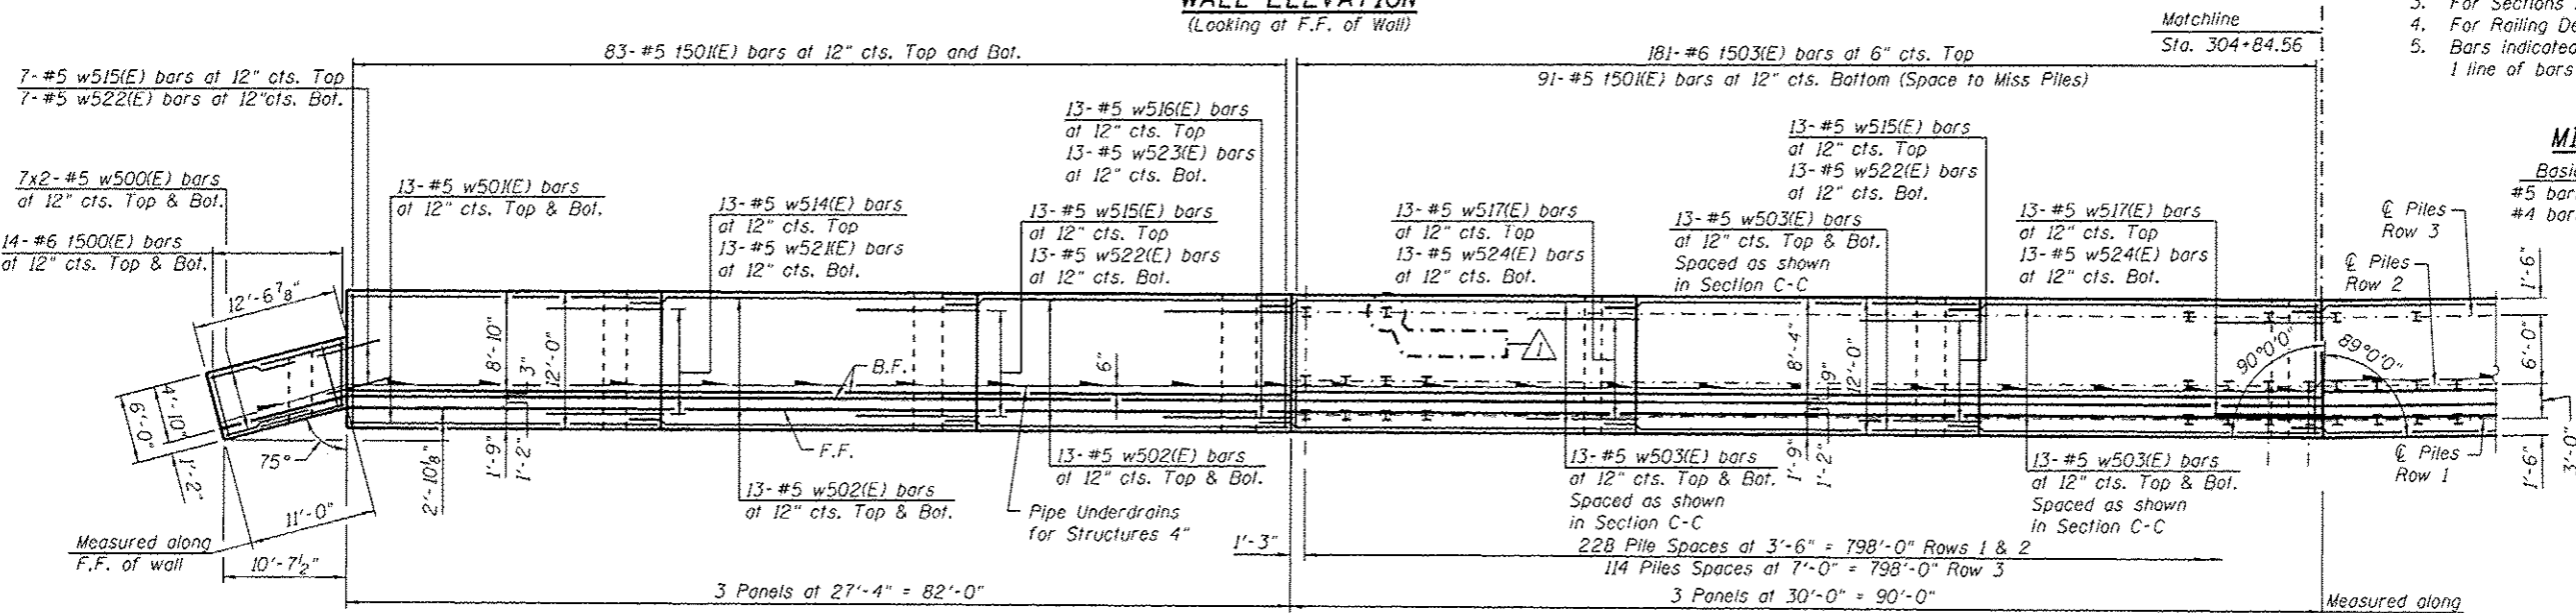 WALL ELEVATION
(Looking at F.F. of Wall)
Matchline
Sta. 304+84.56
3. For Sections
4. For Railing De
5. Bars indicated
1 line of bars
83-#5 t501(E) bars at 12" cts. Top and Bot.
181-#6 t503(E) bars at 6" cts. Top
91-#5 t501(E) bars at 12" cts. Bottom (Space to Miss Piles)
7-#5 w515(E) bars at 12" cts. Top
7-#5 w522(E) bars at 12"cts. Bot.
13-#5 w516(E) bars
at 12" cts. Top
13-#5 w523(E) bars
at 12" cts. Bot.
13-#5 w515(E) bars
at 12" cts. Top
13-#5 w522(E) bars
at 12" cts. Bot.
MI
Basic
#5 bar
#4 bar
7x2-#5 w500(E) bars
at 12" cts. Top & Bot.
13-#5 w501(E) bars
at 12" cts. Top & Bot.
13-#5 w514(E) bars
at 12" cts. Top
13-#5 w521(E) bars
at 12" cts. Bot.
13-#5 w515(E) bars
at 12" cts. Top
13-#5 w522(E) bars
at 12" cts. Bot.
13-#5 w517(E) bars
at 12" cts. Top
13-#5 w524(E) bars
at 12" cts. Bot.
13-#5 w503(E) bars
at 12" cts. Top & Bot.
Spaced as shown
in Section C-C
13-#5 w517(E) bars
at 12" cts. Top
13-#5 w524(E) bars
at 12" cts. Bot.
℄ Piles
Row 3
℄ Piles
Row 2
14-#6 t500(E) bars
at 12" cts. Top & Bot.
12'-6⅞"
8'-10"
3"
12'-0"
B.F.
6"
1
8'-4"
9"
12'-0"
90°0'0"
89°0'0"
1'-6"
6'-0"
6'-0"
4'-10"
1'-2"
75°
11'-0"
2'-10⅛"
1'-9"
1'-2"
F.F.
13-#5 w502(E) bars
at 12" cts. Top & Bot.
13-#5 w502(E) bars
at 12" cts. Top & Bot.
Pipe Underdrains
for Structures 4"
13-#5 w503(E) bars
at 12" cts. Top & Bot.
Spaced as shown
in Section C-C
1'-9"
1'-2"
13-#5 w503(E) bars
at 12" cts. Top & Bot.
Spaced as shown
in Section C-C
℄ Piles
Row 1
1'-6"
3'-0"
Measured along
F.F. of wall
10'-7½"
1'-3"
228 Pile Spaces at 3'-6" = 798'-0" Rows 1 & 2
114 Piles Spaces at 7'-0" = 798'-0" Row 3
3 Panels at 27'-4" = 82'-0"
3 Panels at 30'-0" = 90'-0"
Measured along